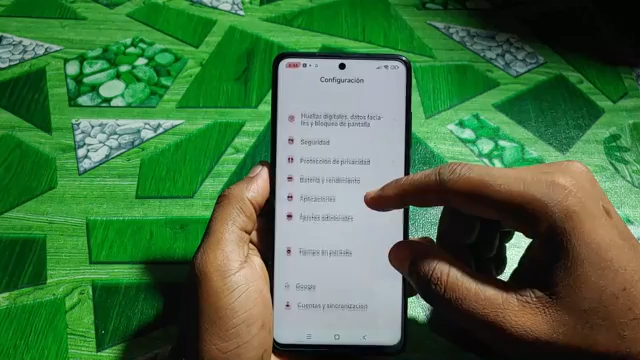 Configuración
Huellas digitales, datos facia-
les y bloqueo de pantalla
Seguridad
Protección de privacidad
Batería y rendimiento
Aplicaciones
Ajustes adicionales
Tiempo en pantalla
Google
Cuentas y sincronización